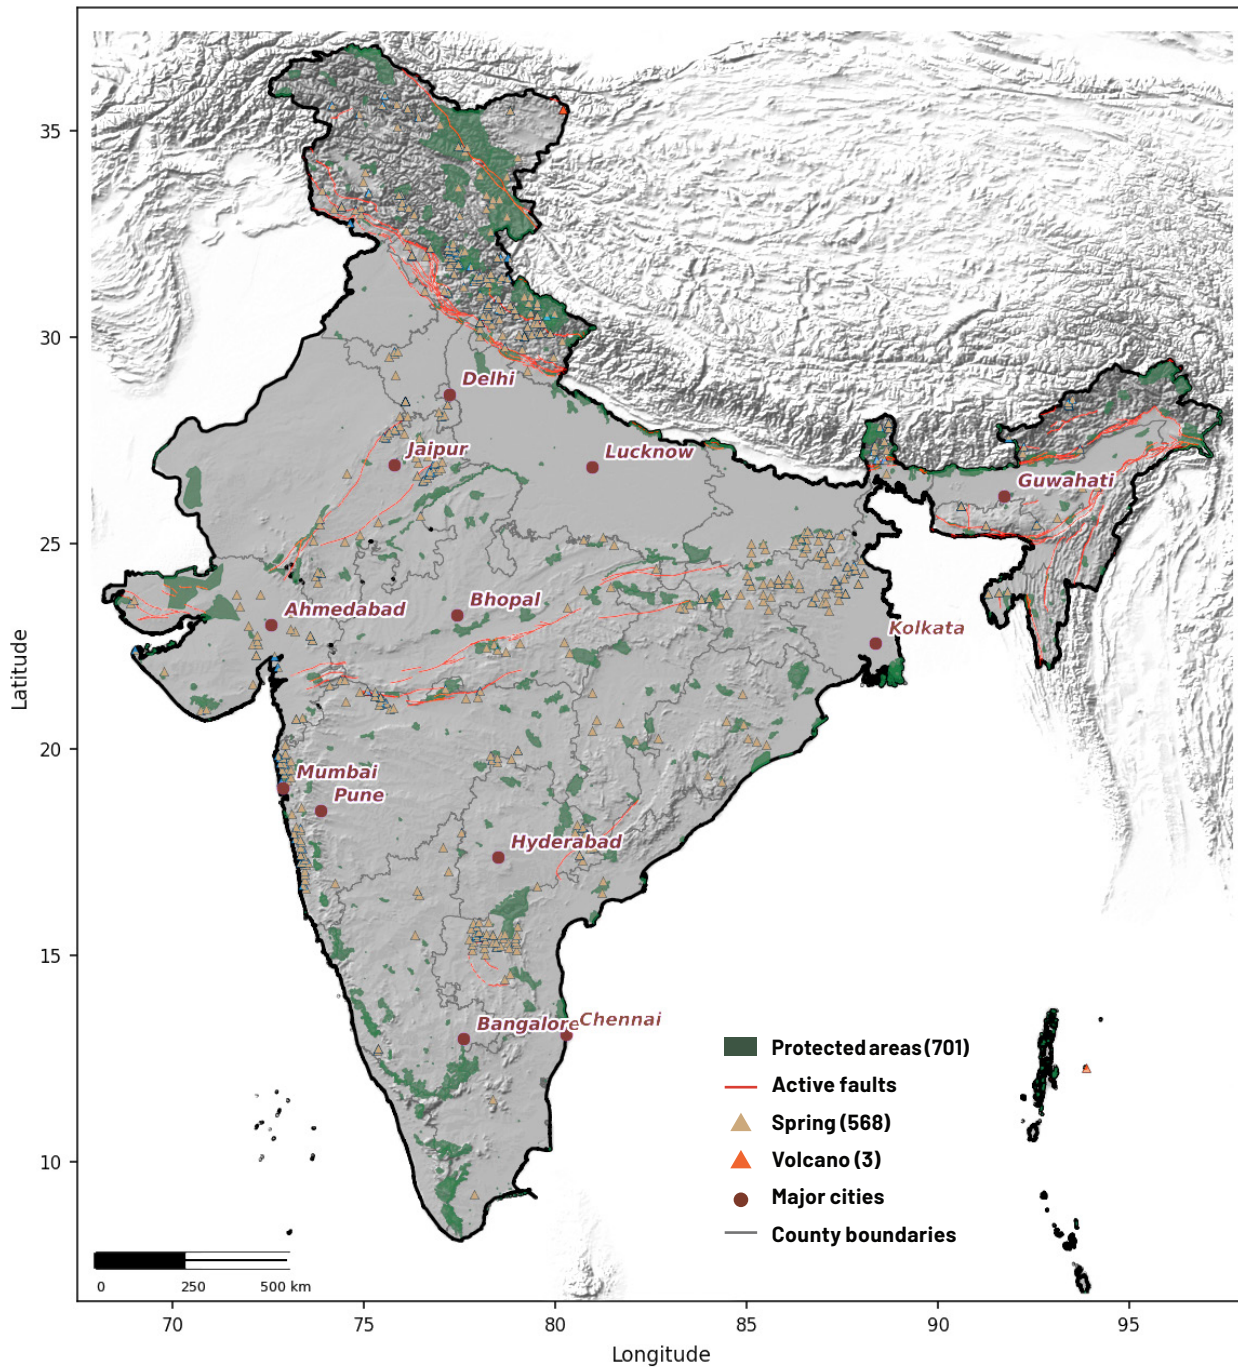 35
30
25
20
15
10
Latitude
Delhi
Jaipur
Lucknow
Guwahati
Ahmedabad
Bhopal
Kolkata
Mumbai
Pune
Hyderabad
Bangalore
Chennai
Protected areas (701)
Active faults
Spring (568)
Volcano (3)
Major cities
County boundaries
0 250 500 km
70 75 80 85 90 95
Longitude